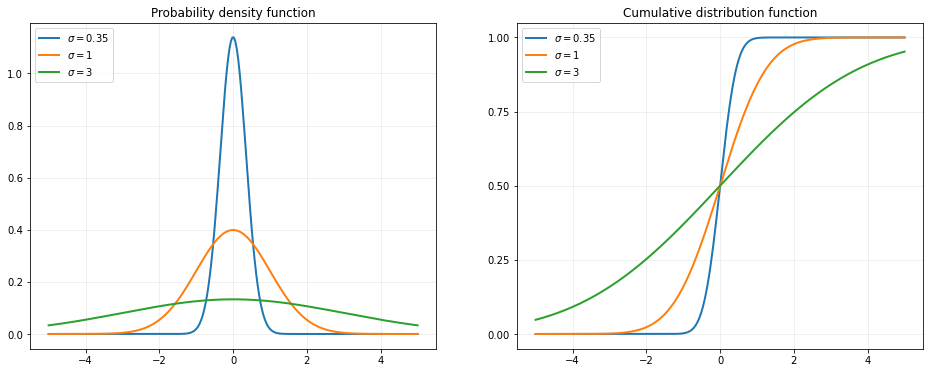 Probability density function
σ = 0.35
σ = 1
σ = 3
1.0
0.8
0.6
0.4
0.2
0.0
−4 −2 0 2 4
Cumulative distribution function
σ = 0.35
σ = 1
σ = 3
1.00
0.75
0.50
0.25
0.00
−4 −2 0 2 4